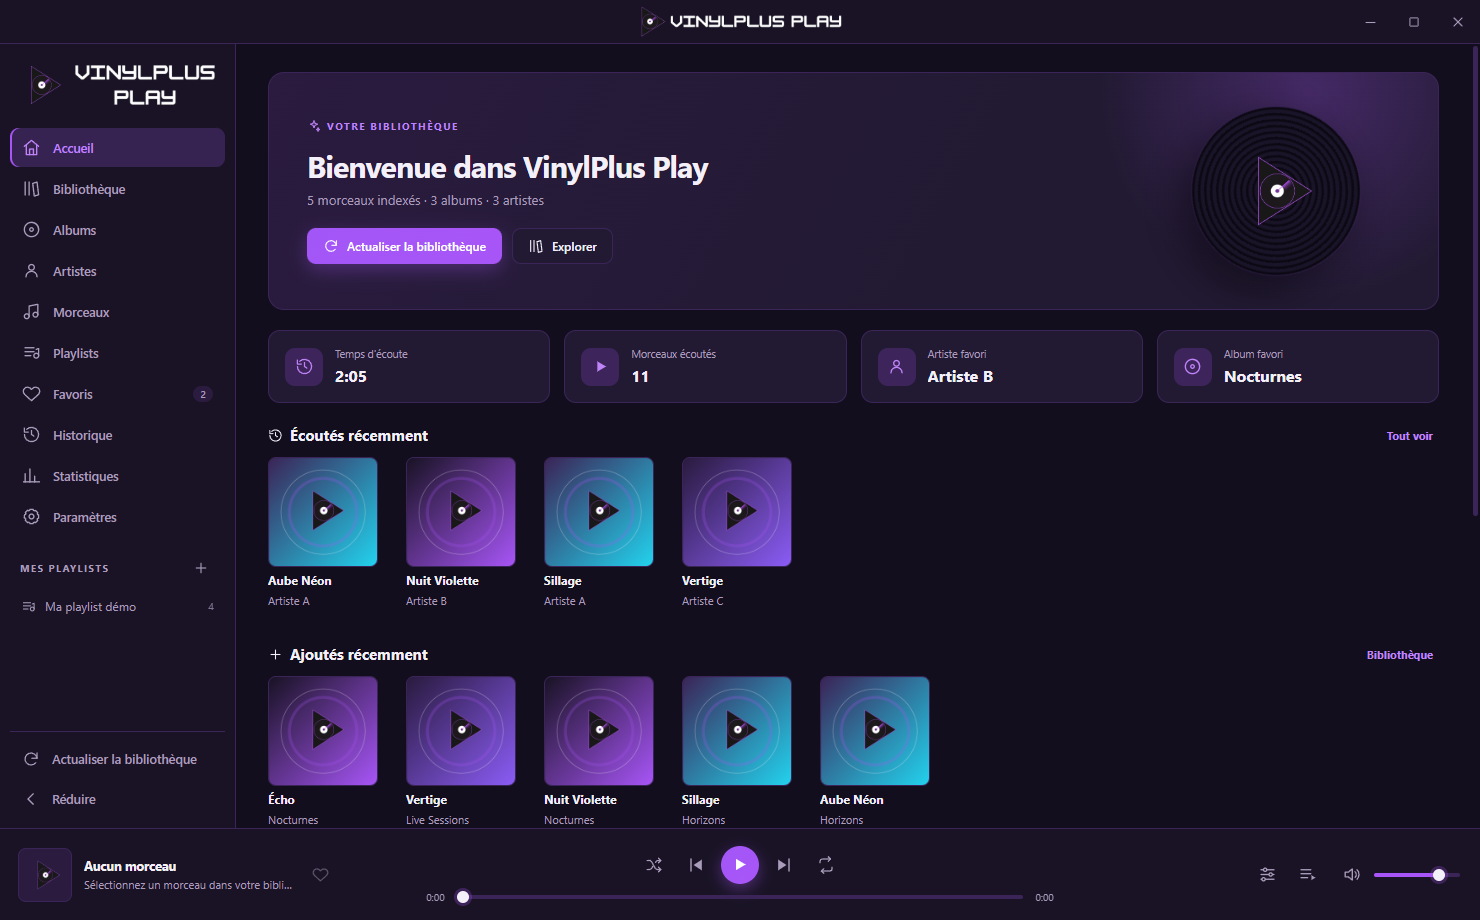 VINYLPLUS PLAY
VINYLPLUS
PLAY
Accueil
Bibliothèque
Albums
Artistes
Morceaux
Playlists
Favoris
2
Historique
Statistiques
Paramètres
MES PLAYLISTS
Ma playlist démo
4
Actualiser la bibliothèque
Réduire
VOTRE BIBLIOTHÈQUE
Bienvenue dans VinylPlus Play
5 morceaux indexés · 3 albums · 3 artistes
Actualiser la bibliothèque
Explorer
Temps d'écoute
2:05
Morceaux écoutés
11
Artiste favori
Artiste B
Album favori
Nocturnes
Écoutés récemment
Tout voir
Aube Néon
Artiste A
Nuit Violette
Artiste B
Sillage
Artiste A
Vertige
Artiste C
Ajoutés récemment
Bibliothèque
Écho
Nocturnes
Vertige
Live Sessions
Nuit Violette
Nocturnes
Sillage
Horizons
Aube Néon
Horizons
Aucun morceau
Sélectionnez un morceau dans votre bibli...
0:00
0:00